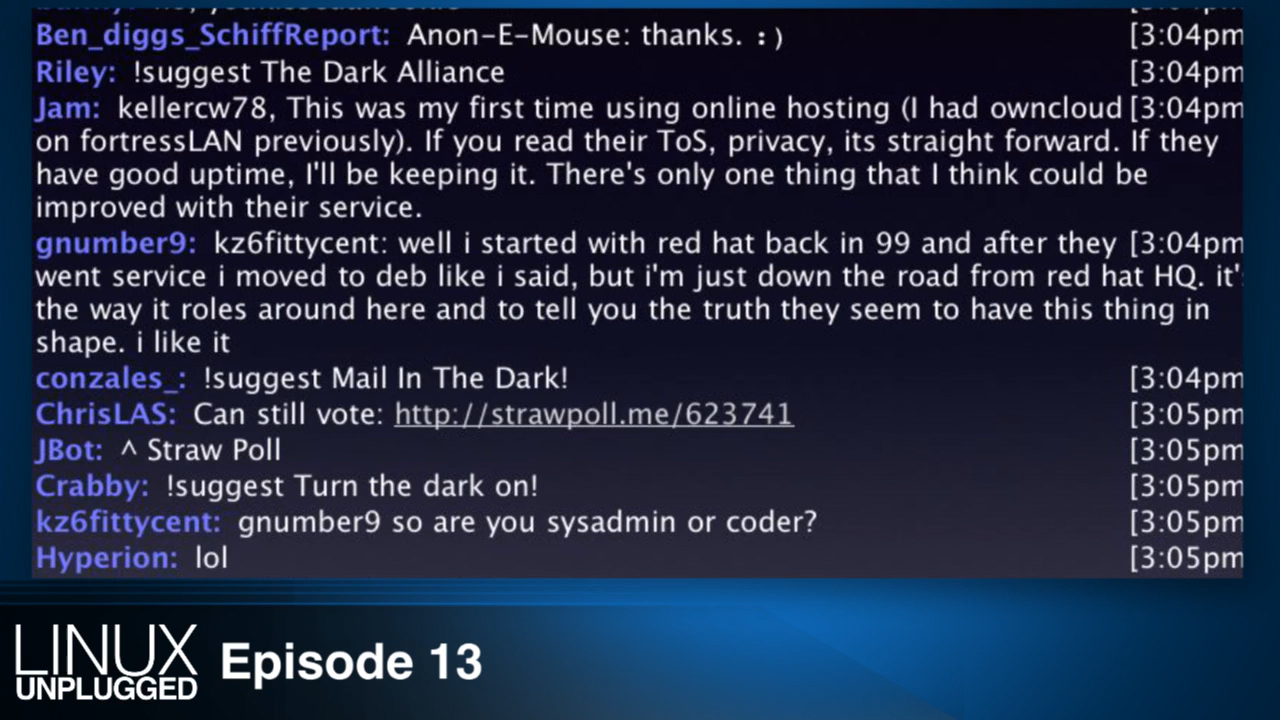 Ben_diggs_SchiffReport: Anon-E-Mouse: thanks. :) [3:04pm
Riley: !suggest The Dark Alliance [3:04pm
Jam: kellercw78, This was my first time using online hosting (I had owncloud [3:04pm
on fortressLAN previously). If you read their ToS, privacy, its straight forward. If they
have good uptime, I'll be keeping it. There's only one thing that I think could be
improved with their service.
gnumber9: kz6fittycent: well i started with red hat back in 99 and after they [3:04pm
went service i moved to deb like i said, but i'm just down the road from red hat HQ. it'
the way it roles around here and to tell you the truth they seem to have this thing in
shape. i like it
conzales_: !suggest Mail In The Dark! [3:04pm
ChrisLAS: Can still vote: http://strawpoll.me/623741 [3:05pm
JBot: ^ Straw Poll [3:05pm
Crabby: !suggest Turn the dark on! [3:05pm
kz6fittycent: gnumber9 so are you sysadmin or coder? [3:05pm
Hyperion: lol [3:05pm
LINUX
UNPLUGGED
Episode 13